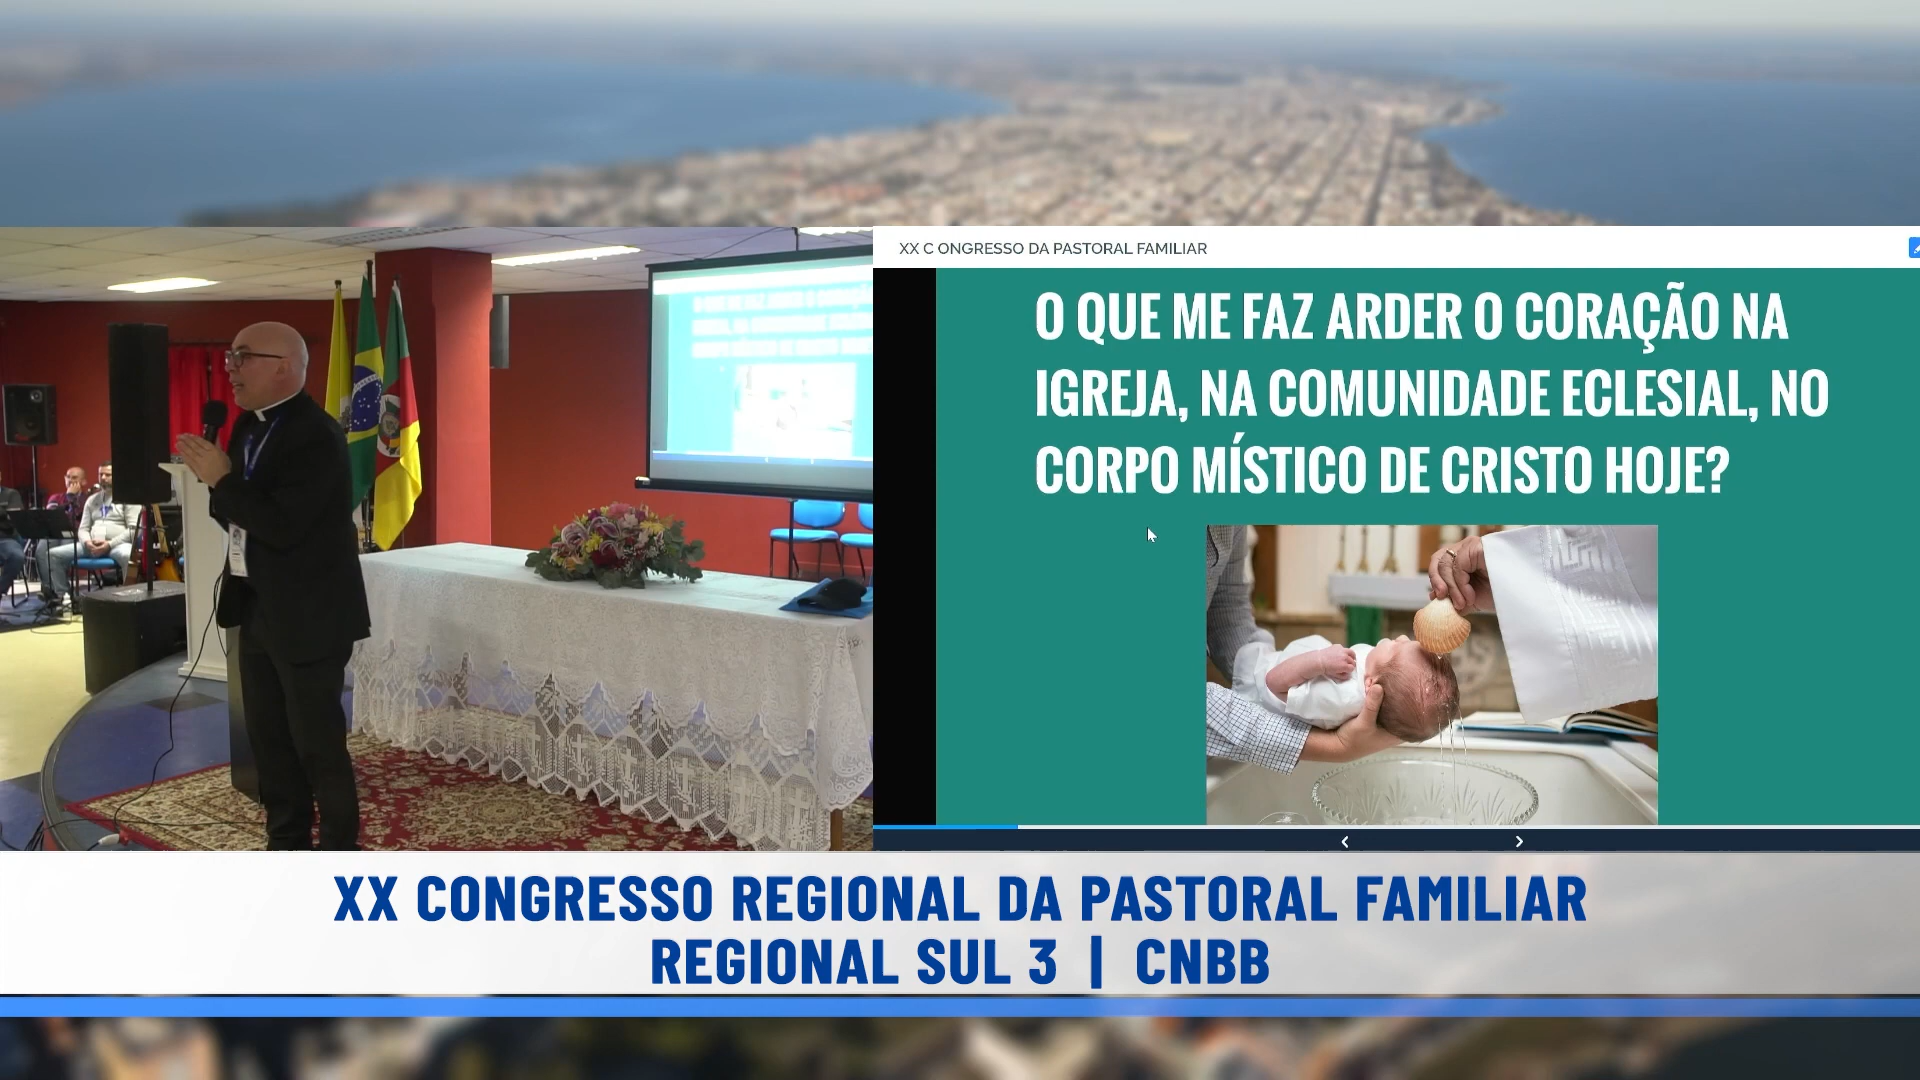 XX C ONGRESSO DA PASTORAL FAMILIAR
O QUE ME FAZ ARDER O CORAÇÃO NA
IGREJA, NA COMUNIDADE ECLESIAL, NO
CORPO MÍSTICO DE CRISTO HOJE?
XX CONGRESSO REGIONAL DA PASTORAL FAMILIAR
REGIONAL SUL 3 | CNBB